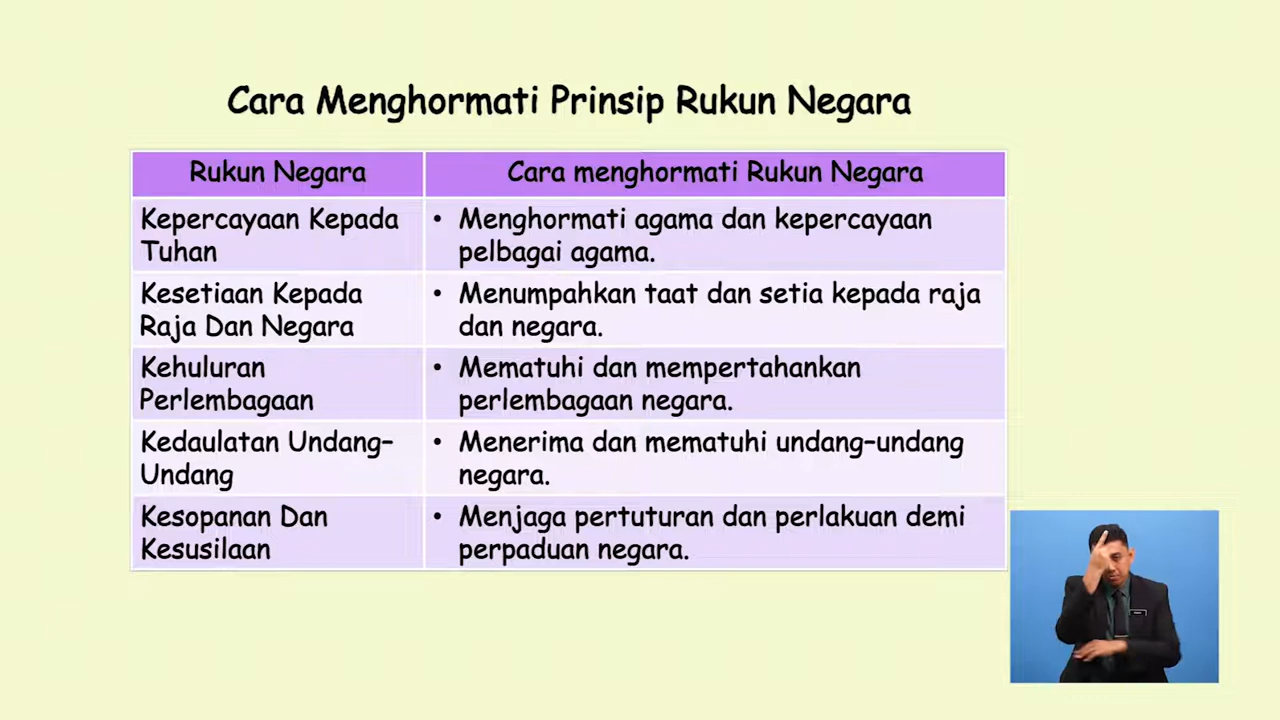 Cara Menghormati Prinsip Rukun Negara
Rukun Negara
Cara menghormati Rukun Negara
Kepercayaan Kepada
Tuhan
• Menghormati agama dan kepercayaan
pelbagai agama.
Kesetiaan Kepada
Raja Dan Negara
• Menumpahkan taat dan setia kepada raja
dan negara.
Kehuluran
Perlembagaan
• Mematuhi dan mempertahankan
perlembagaan negara.
Kedaulatan Undang–
Undang
• Menerima dan mematuhi undang–undang
negara.
Kesopanan Dan
Kesusilaan
• Menjaga pertuturan dan perlakuan demi
perpaduan negara.